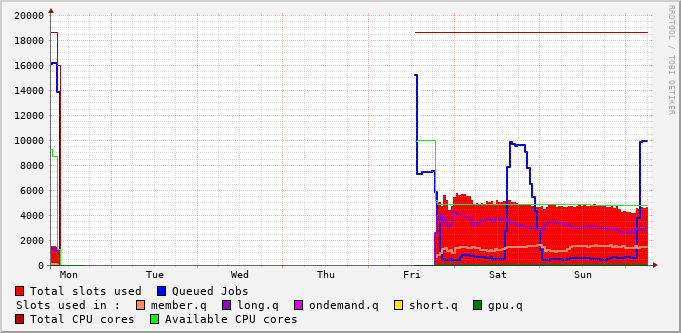 20000
18000
16000
14000
12000
10000
8000
6000
4000
2000
0
Mon Tue Wed Thu Fri Sat Sun
Total slots used Queued Jobs
Slots used in : member.q long.q ondemand.q short.q gpu.q
Total CPU cores Available CPU cores
RRDTOOL / TOBI OETIKER